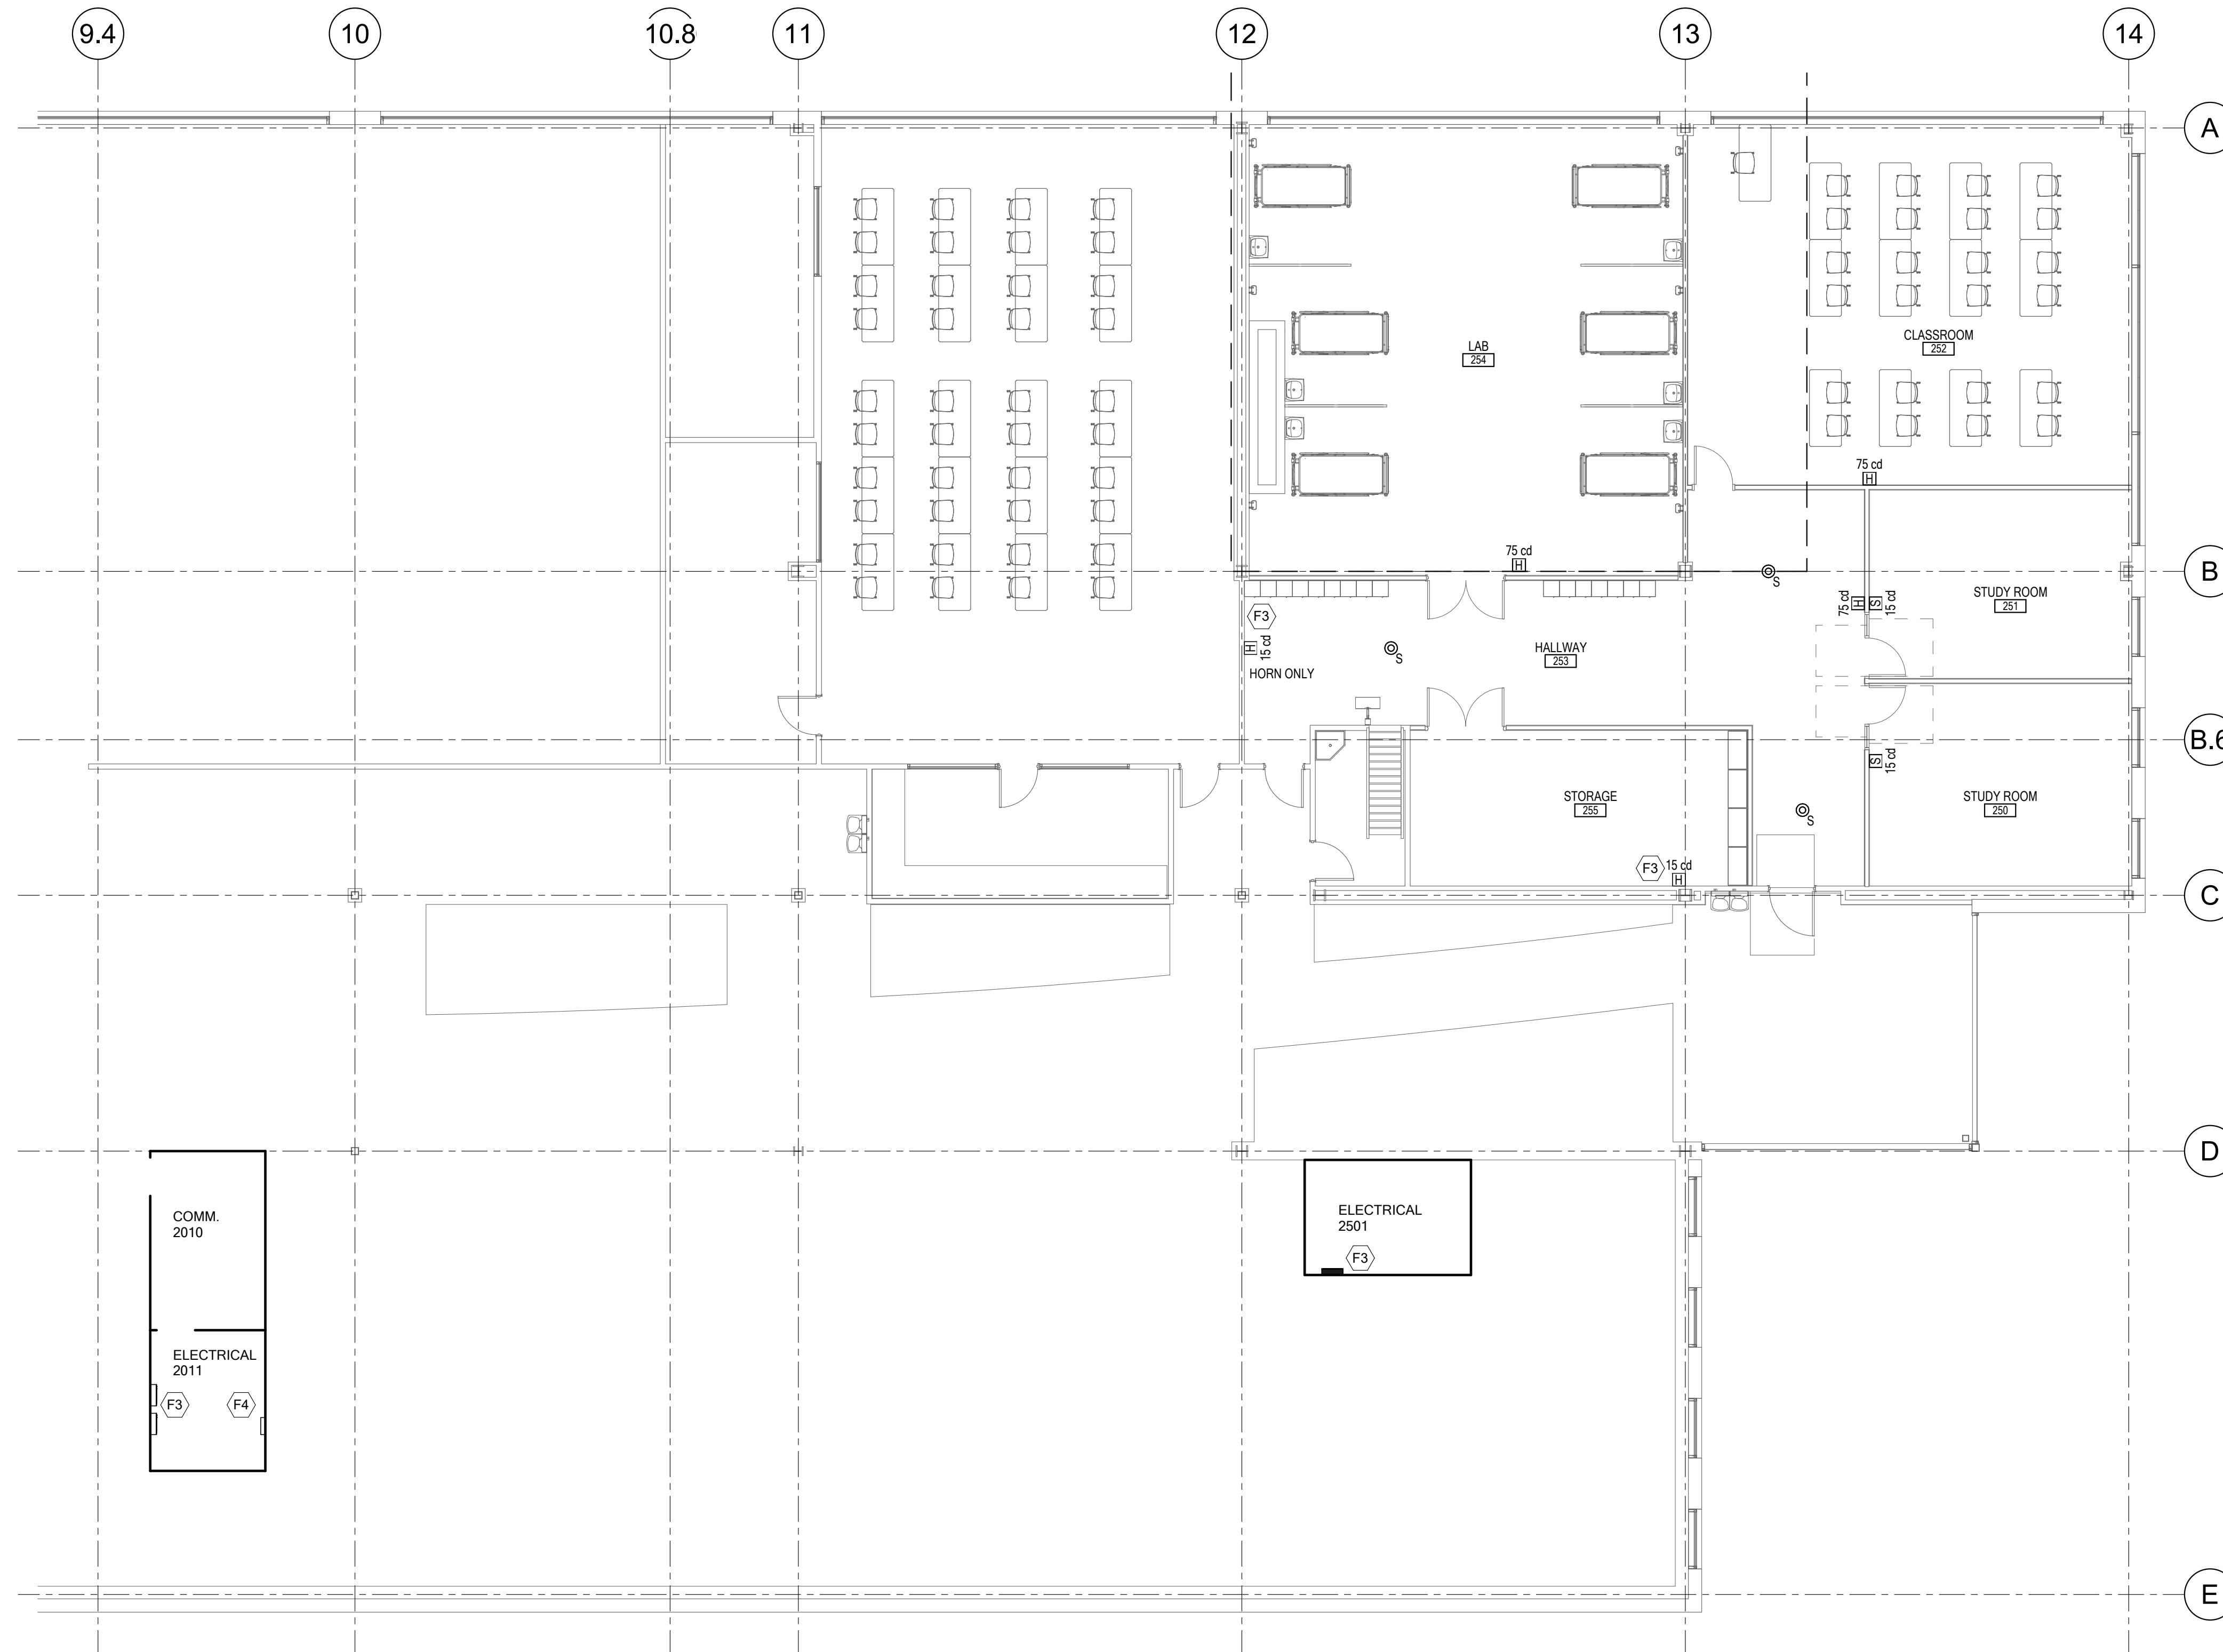 9.4
10
10.8
11
12
13
14
A
LAB
254
CLASSROOM
252
75 cd
H
75 cd
H
B
S
STUDY ROOM
251
75 cd
H
S
15 cd
F3
H
15 cd
HORN ONLY
S
HALLWAY
253
B.6
S
15 cd
STORAGE
255
STUDY ROOM
250
S
F3
15 cd
H
C
D
COMM.
2010
ELECTRICAL
2501
F3
ELECTRICAL
2011
F3
F4
E